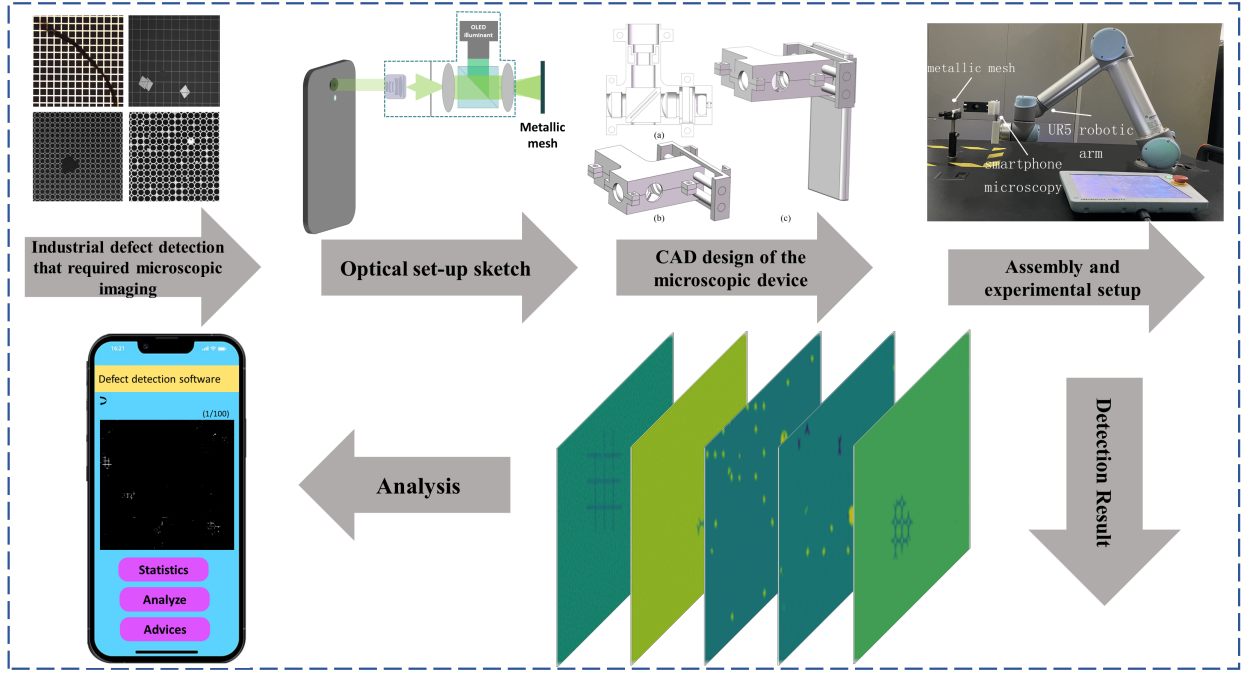 OLED
illuminant
Metallic
mesh
(a)
(b)
(c)
metallic mesh
UR5 robotic
arm
smartphone
microscopy
Industrial defect detection
that required microscopic
imaging
Optical set-up sketch
CAD design of the
microscopic device
Assembly and
experimental setup
16:21
Defect detection software
(1/100)
Statistics
Analyze
Advices
Analysis
Detection Result